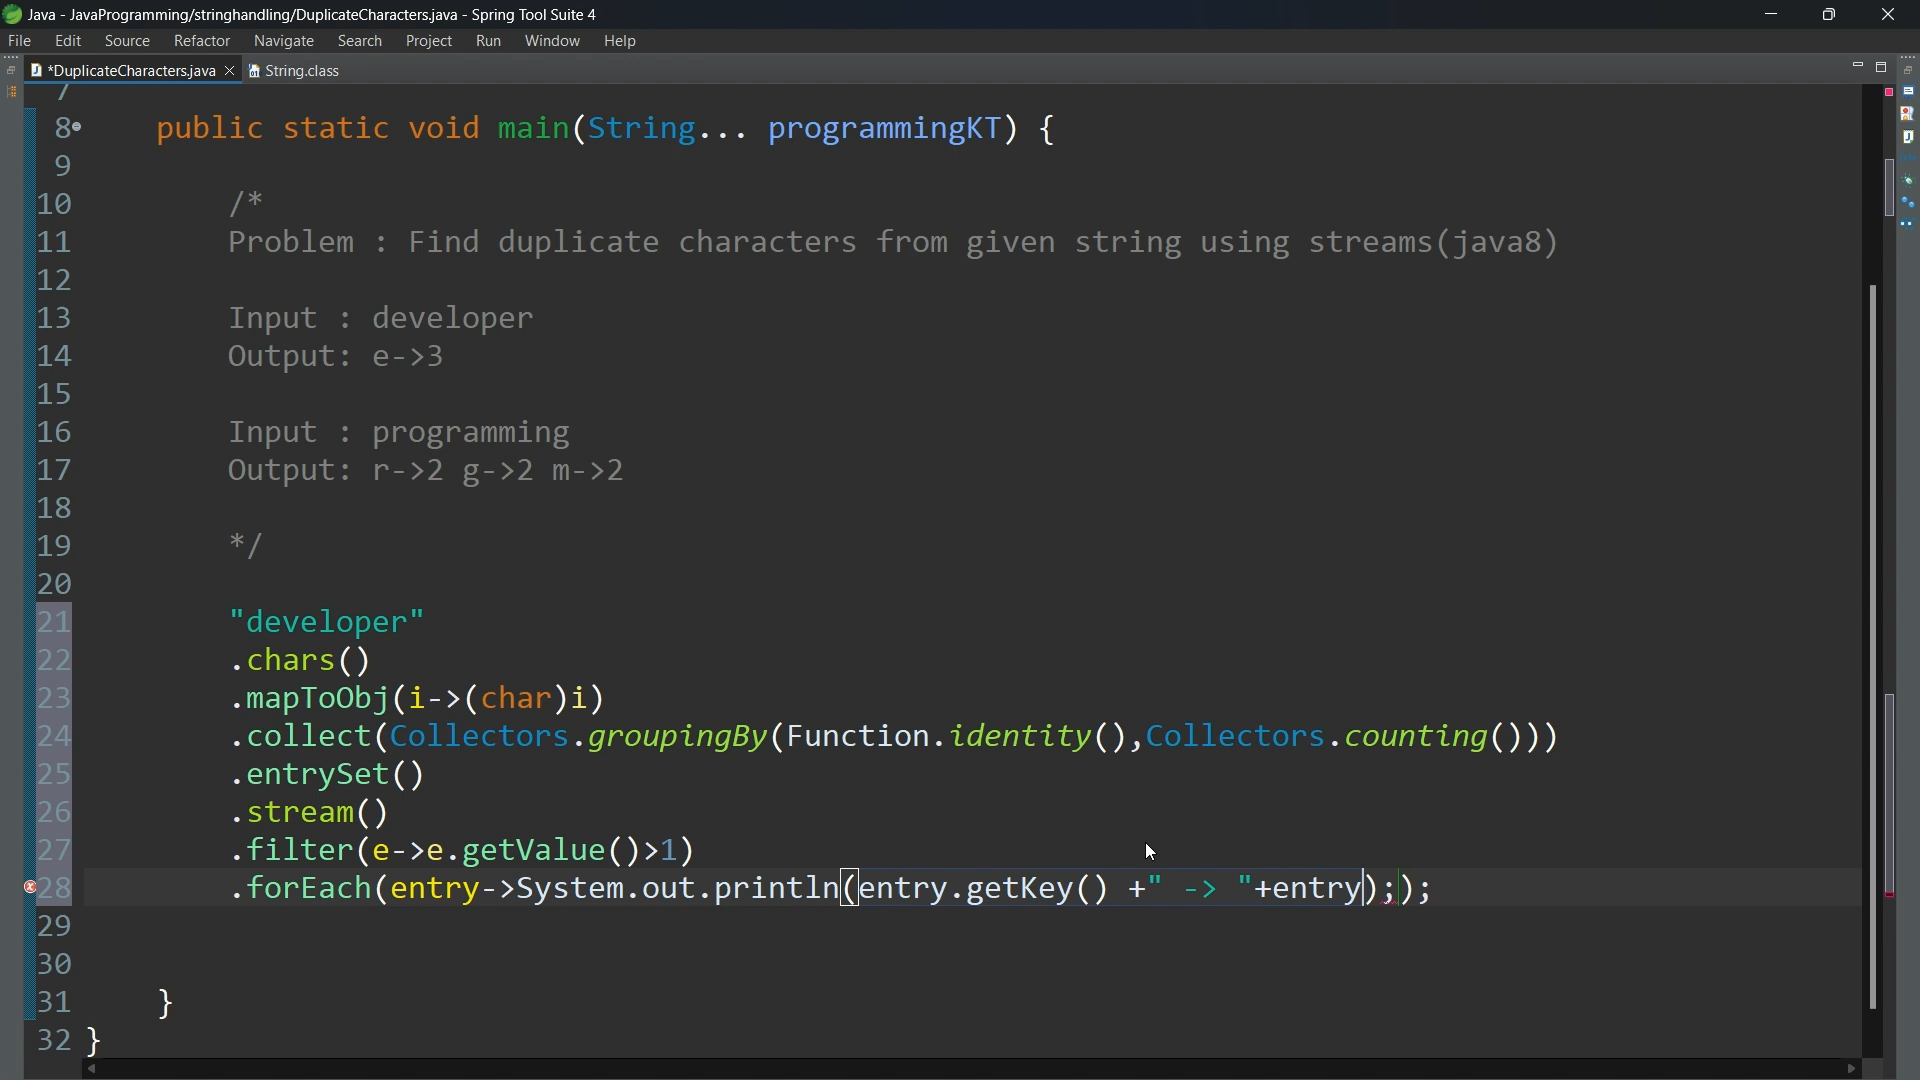 Java - JavaProgramming/stringhandling/DuplicateCharacters.java - Spring Tool Suite 4
File Edit Source Refactor Navigate Search Project Run Window Help
*DuplicateCharacters.java String.class
7
8 public static void main(String... programmingKT) {
9
10 /*
11 Problem : Find duplicate characters from given string using streams(java8)
12
13 Input : developer
14 Output: e->3
15
16 Input : programming
17 Output: r->2 g->2 m->2
18
19 */
20
21 "developer"
22 .chars()
23 .mapToObj(i->(char)i)
24 .collect(Collectors.groupingBy(Function.identity(),Collectors.counting()))
25 .entrySet()
26 .stream()
27 .filter(e->e.getValue()>1)
28 .forEach(entry->System.out.println(entry.getKey() +" -> "+entry););
29
30
31 }
32 }